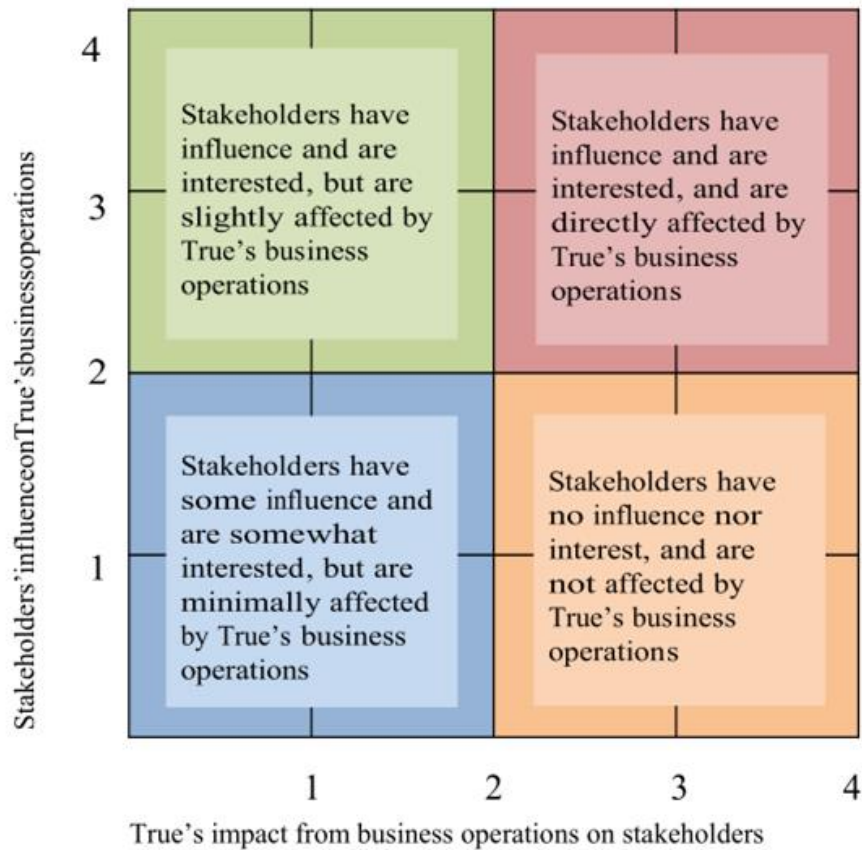 4
3
2
1
Stakeholders'influenceonTrue'sbusinessoperations
Stakeholders have
influence and are
interested, but are
slightly affected by
True's business
operations
Stakeholders have
influence and are
interested, and are
directly affected by
True's business
operations
Stakeholders have
some influence and
are somewhat
interested, but are
minimally affected
by True's business
operations
Stakeholders have
no influence nor
interest, and are
not affected by
True's business
operations
1 2 3 4
True's impact from business operations on stakeholders